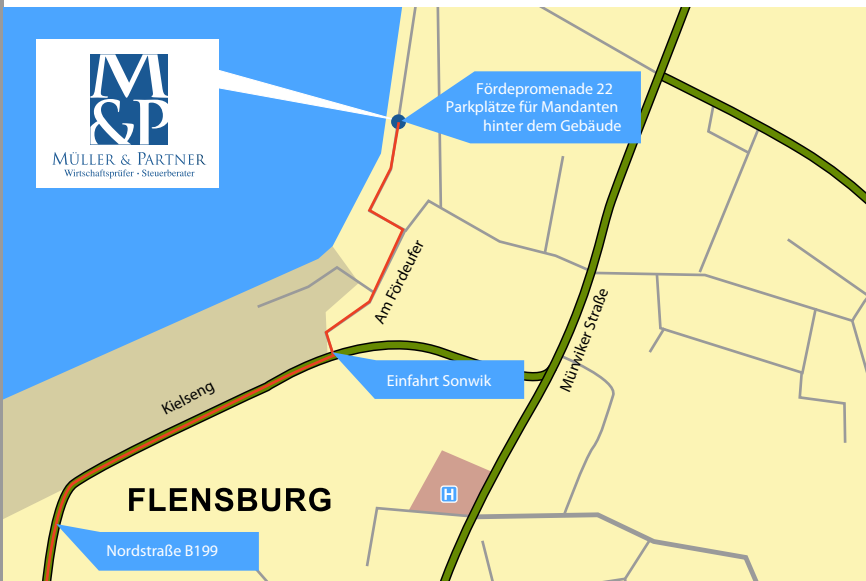 M
&P
MÜLLER & PARTNER
Wirtschaftsprüfer • Steuerberater
Fördepromenade 22
Parkplätze für Mandanten
hinter dem Gebäude
Am Fördeufer
Mürwiker Straße
Einfahrt Sonwik
Kielseng
FLENSBURG
H
Nordstraße B199